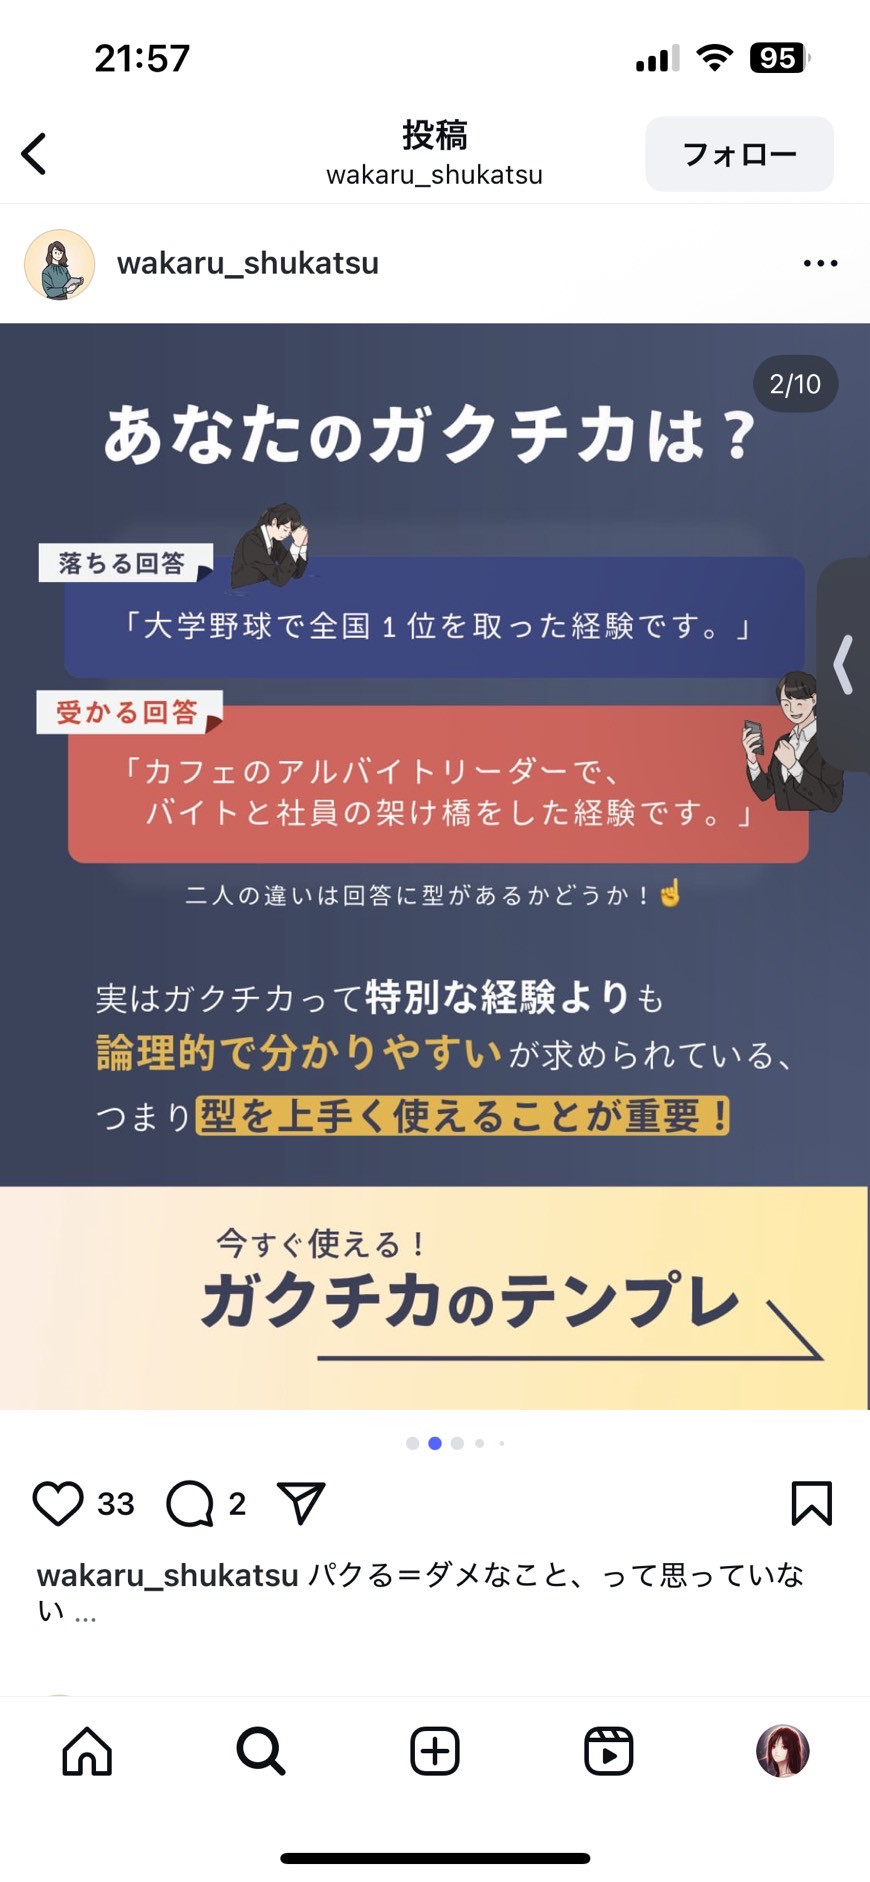 21:57
95
投稿
wakaru_shukatsu
フォロー
wakaru_shukatsu
2/10
あなたのガクチカは？
落ちる回答
「大学野球で全国１位を取った経験です。」
受かる回答
「カフェのアルバイトリーダーで、
バイトと社員の架け橋をした経験です。」
二人の違いは回答に型があるかどうか！☝️
実はガクチカって特別な経験よりも
論理的で分かりやすいが求められている、
つまり型を上手く使えることが重要！
今すぐ使える！
ガクチカのテンプレ
33
2
wakaru_shukatsu パクる＝ダメなこと、って思っていな
い ...